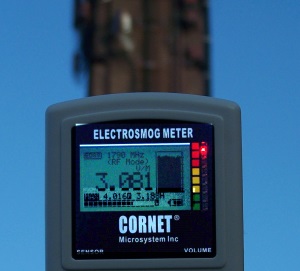 ELECTROSMOG METER
1790 MHz
(RF Mode)
V/M
3.081
CORNET®
Microsystem Inc
SENSOR VOLUME